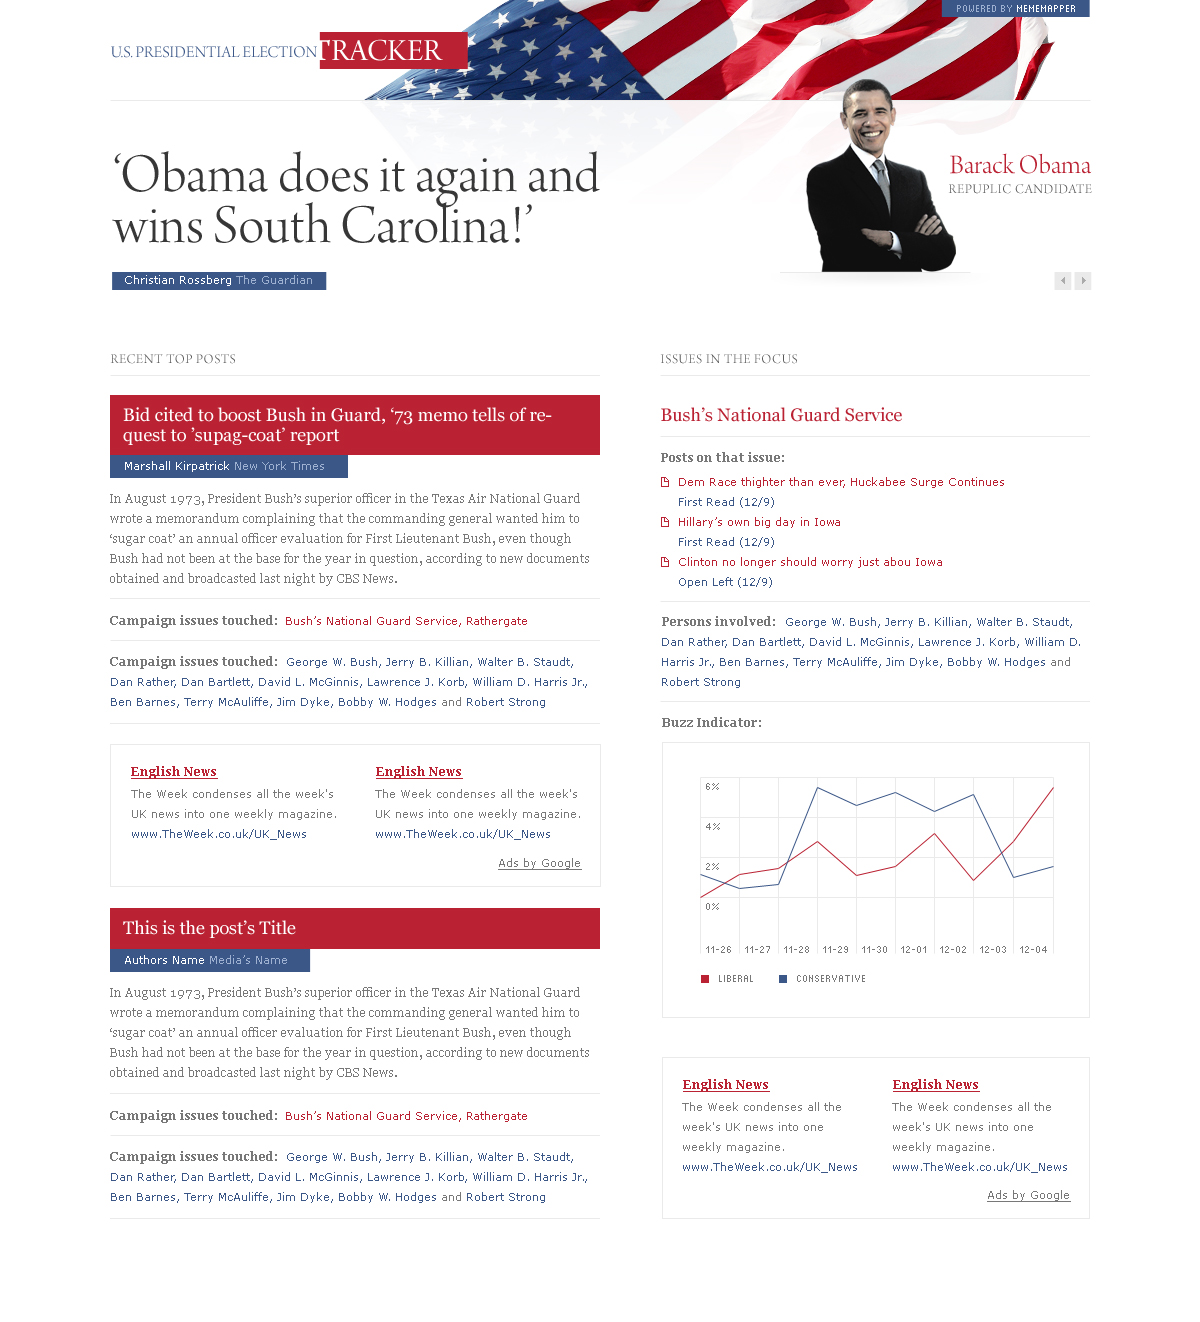 POWERED BY MEMEMAPPER
U.S. PRESIDENTIAL ELECTION TRACKER
‘Obama does it again and
wins South Carolina!’
Barack Obama
REPUPLIC CANDIDATE
Christian Rossberg The Guardian
RECENT TOP POSTS
Bid cited to boost Bush in Guard, ‘73 memo tells of re-
quest to ’supag-coat’ report
Marshall Kirpatrick New York Times
In August 1973, President Bush’s superior officer in the Texas Air National Guard
wrote a memorandum complaining that the commanding general wanted him to
‘sugar coat’ an annual officer evaluation for First Lieutenant Bush, even though
Bush had not been at the base for the year in question, according to new documents
obtained and broadcasted last night by CBS News.
Campaign issues touched: Bush’s National Guard Service, Rathergate
Campaign issues touched: George W. Bush, Jerry B. Killian, Walter B. Staudt,
Dan Rather, Dan Bartlett, David L. McGinnis, Lawrence J. Korb, William D. Harris Jr.,
Ben Barnes, Terry McAuliffe, Jim Dyke, Bobby W. Hodges and Robert Strong
English News
The Week condenses all the week's
UK news into one weekly magazine.
www.TheWeek.co.uk/UK_News
English News
The Week condenses all the week's
UK news into one weekly magazine.
www.TheWeek.co.uk/UK_News
Ads by Google
This is the post’s Title
Authors Name Media’s Name
In August 1973, President Bush’s superior officer in the Texas Air National Guard
wrote a memorandum complaining that the commanding general wanted him to
‘sugar coat’ an annual officer evaluation for First Lieutenant Bush, even though
Bush had not been at the base for the year in question, according to new documents
obtained and broadcasted last night by CBS News.
Campaign issues touched: Bush’s National Guard Service, Rathergate
Campaign issues touched: George W. Bush, Jerry B. Killian, Walter B. Staudt,
Dan Rather, Dan Bartlett, David L. McGinnis, Lawrence J. Korb, William D. Harris Jr.,
Ben Barnes, Terry McAuliffe, Jim Dyke, Bobby W. Hodges and Robert Strong
ISSUES IN THE FOCUS
Bush’s National Guard Service
Posts on that issue:
Dem Race thighter than ever, Huckabee Surge Continues
First Read (12/9)
Hillary’s own big day in Iowa
First Read (12/9)
Clinton no longer should worry just abou Iowa
Open Left (12/9)
Persons involved: George W. Bush, Jerry B. Killian, Walter B. Staudt,
Dan Rather, Dan Bartlett, David L. McGinnis, Lawrence J. Korb, William D.
Harris Jr., Ben Barnes, Terry McAuliffe, Jim Dyke, Bobby W. Hodges and
Robert Strong
Buzz Indicator:
6%
4%
2%
0%
11-26 11-27 11-28 11-29 11-30 12-01 12-02 12-03 12-04
LIBERAL CONSERVATIVE
English News
The Week condenses all the
week's UK news into one
weekly magazine.
www.TheWeek.co.uk/UK_News
English News
The Week condenses all the
week's UK news into one
weekly magazine.
www.TheWeek.co.uk/UK_News
Ads by Google